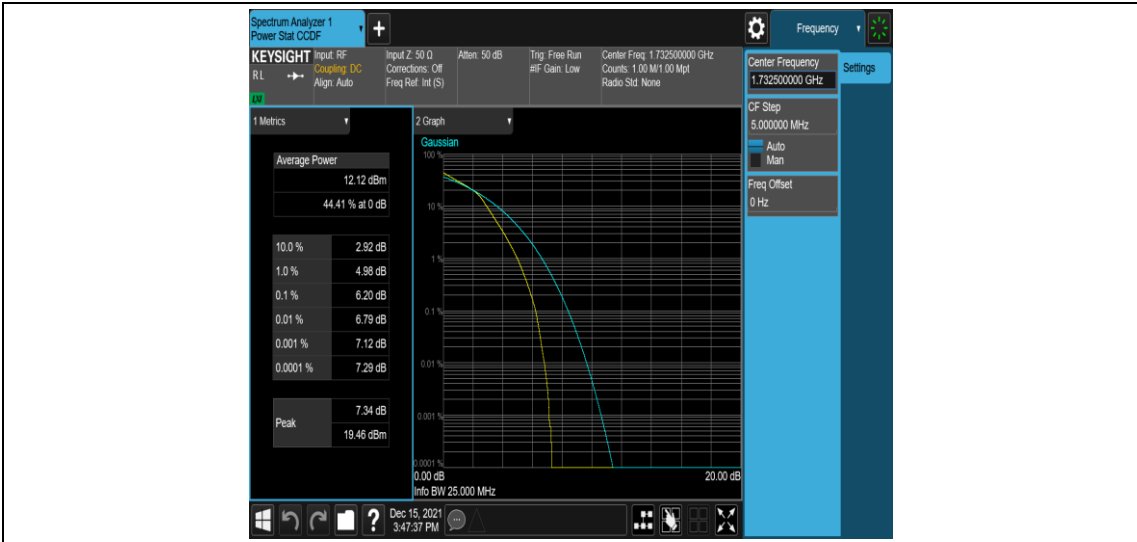 Spectrum Analyzer 1
Power Stat CCDF
+
Frequency
KEYSIGHT
R L
LXI
Input: RF
Coupling: DC
Align: Auto
Input Z: 50 Ω
Corrections: Off
Freq Ref: Int (S)
Atten: 50 dB
Trig: Free Run
#IF Gain: Low
Center Freq: 1.732500000 GHz
Counts: 1.00 M/1.00 Mpt
Radio Std: None
Center Frequency
1.732500000 GHz
Settings
CF Step
5.000000 MHz
Auto
Man
Freq Offset
0 Hz
1 Metrics
Average Power
12.12 dBm
44.41 % at 0 dB
10.0 % 2.92 dB
1.0 % 4.98 dB
0.1 % 6.20 dB
0.01 % 6.79 dB
0.001 % 7.12 dB
0.0001 % 7.29 dB
Peak
7.34 dB
19.46 dBm
2 Graph
Gaussian
100 %
10 %
1 %
0.1 %
0.01 %
0.001 %
0.0001 %
0.00 dB 20.00 dB
Info BW 25.000 MHz
?
Dec 15, 2021
3:47:37 PM